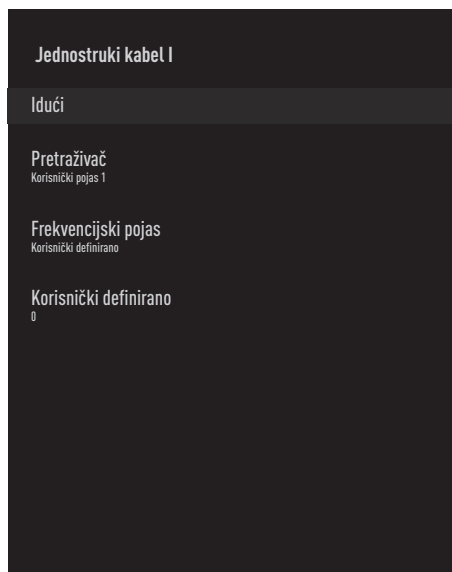 Jednostruki kabel I
Idući
Pretraživač
Korisnički pojas 1
Frekvencijski pojas
Korisnički definirano
Korisnički definirano
0